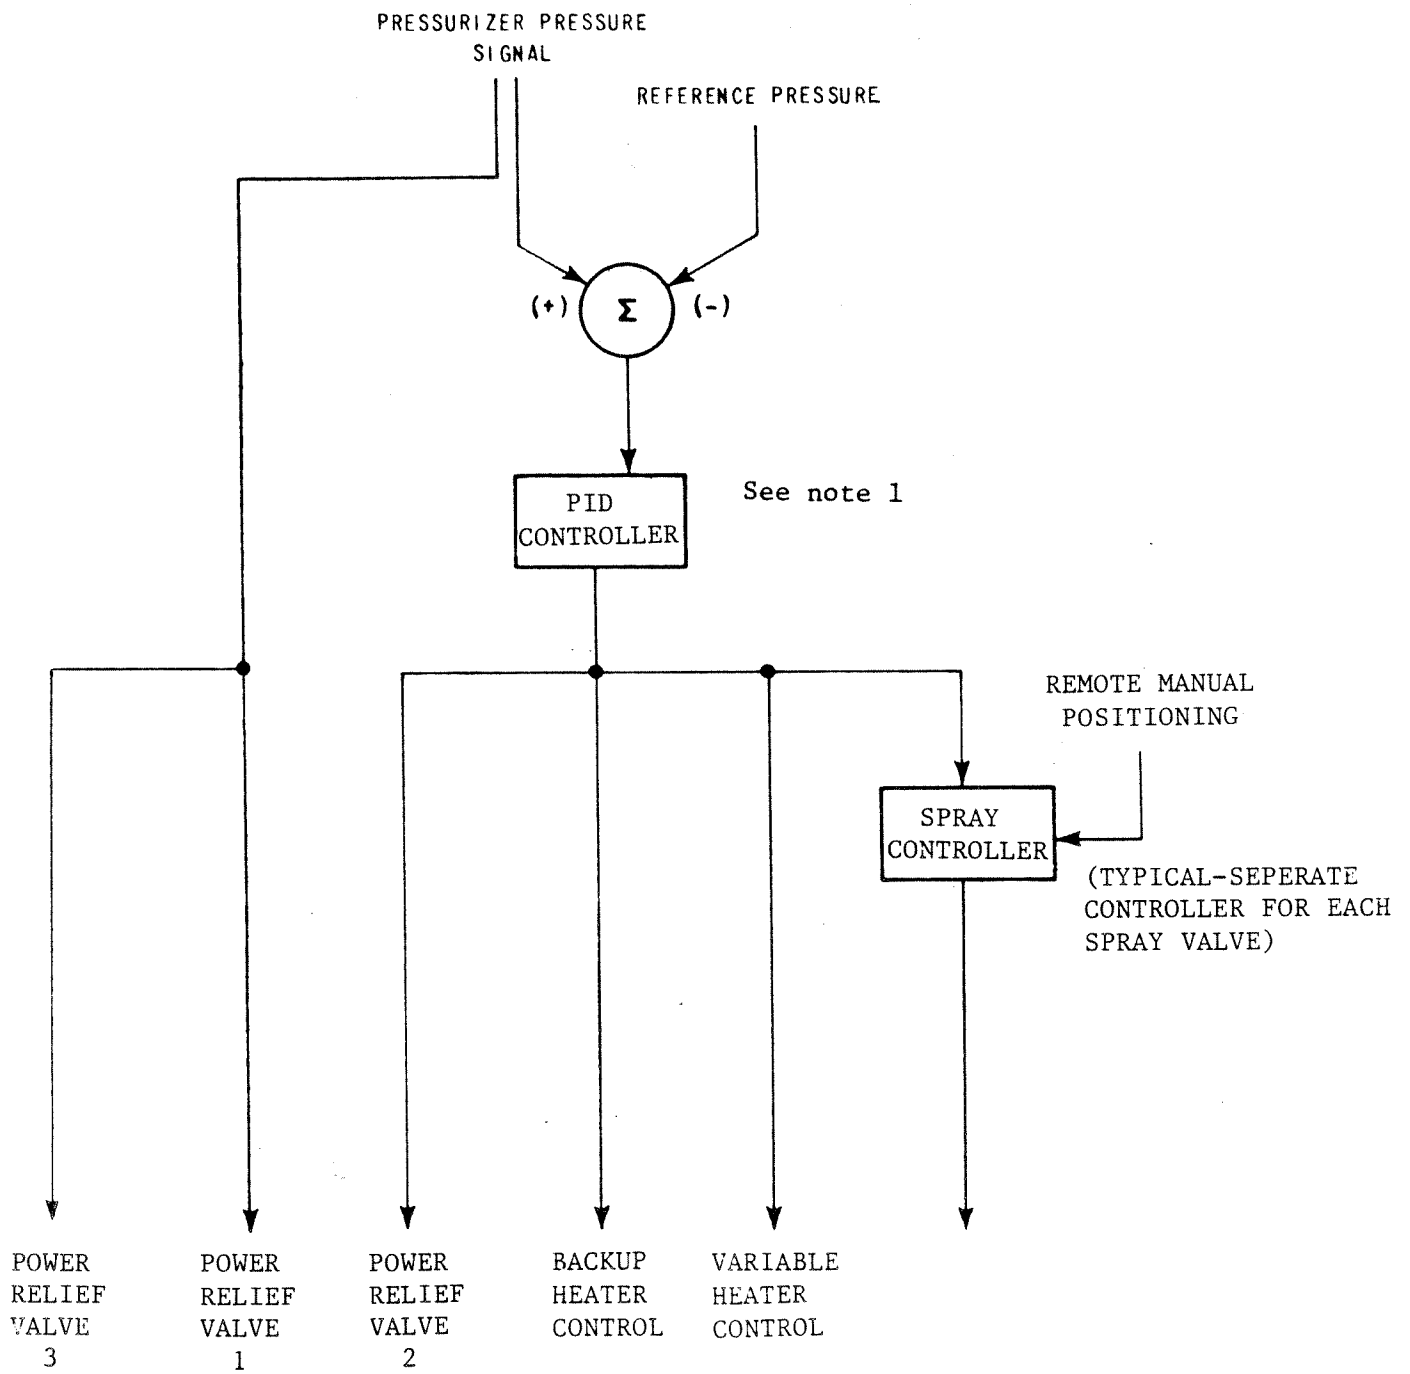 PRESSURIZER PRESSURE
SIGNAL
REFERENCE PRESSURE
(+)
Σ
(-)
PID
CONTROLLER
See note 1
REMOTE MANUAL
POSITIONING
SPRAY
CONTROLLER
(TYPICAL-SEPERATE
CONTROLLER FOR EACH
SPRAY VALVE)
POWER
RELIEF
VALVE
3
POWER
RELIEF
VALVE
1
POWER
RELIEF
VALVE
2
BACKUP
HEATER
CONTROL
VARIABLE
HEATER
CONTROL